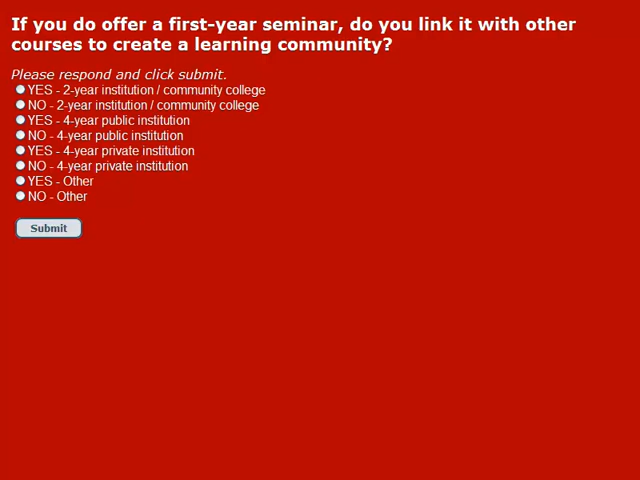 If you do offer a first-year seminar, do you link it with other
courses to create a learning community?
Please respond and click submit.
YES - 2-year institution / community college
NO - 2-year institution / community college
YES - 4-year public institution
NO - 4-year public institution
YES - 4-year private institution
NO - 4-year private institution
YES - Other
NO - Other
Submit